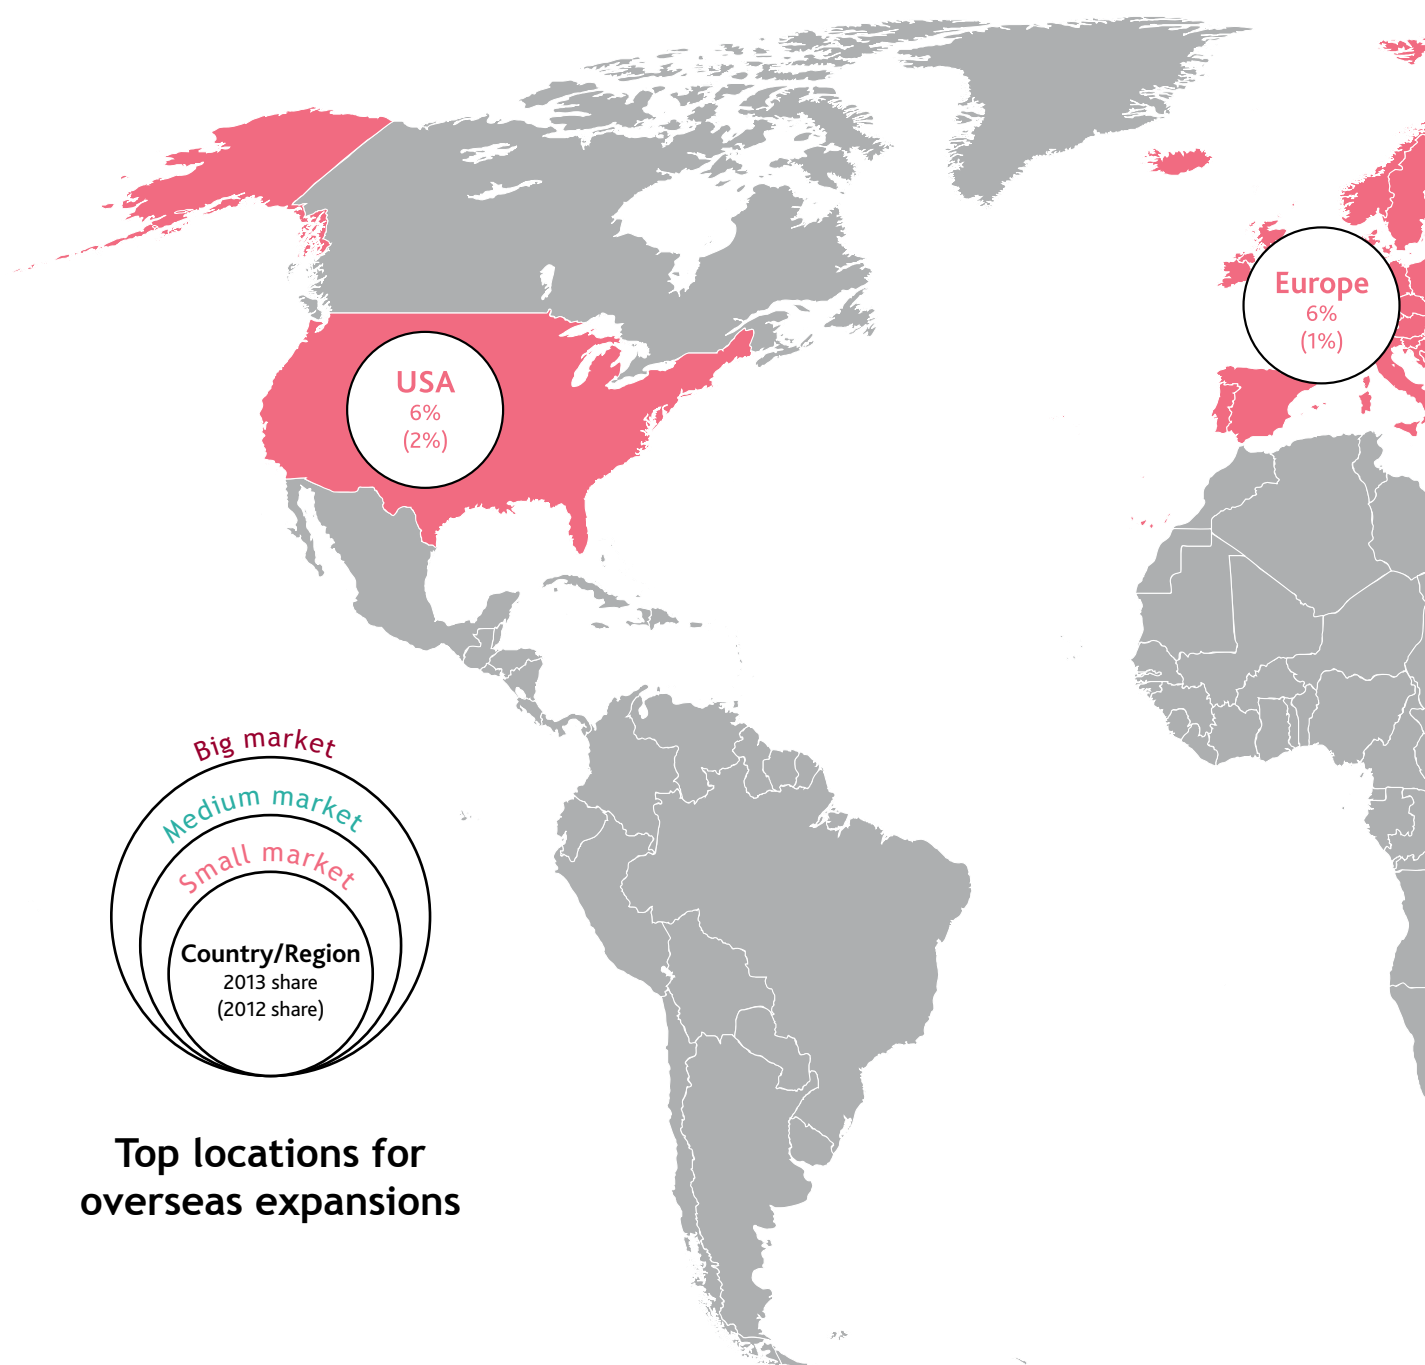 USA
6%
(2%)
Europe
6%
(1%)
Big market
Medium market
Small market
Country/Region
2013 share
(2012 share)
Top locations for
overseas expansions